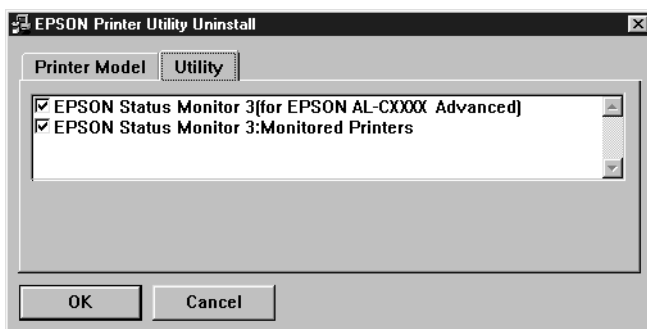 EPSON Printer Utility Uninstall
Printer Model Utility
EPSON Status Monitor 3(for EPSON AL-CXXXX Advanced)
EPSON Status Monitor 3:Monitored Printers
OK Cancel